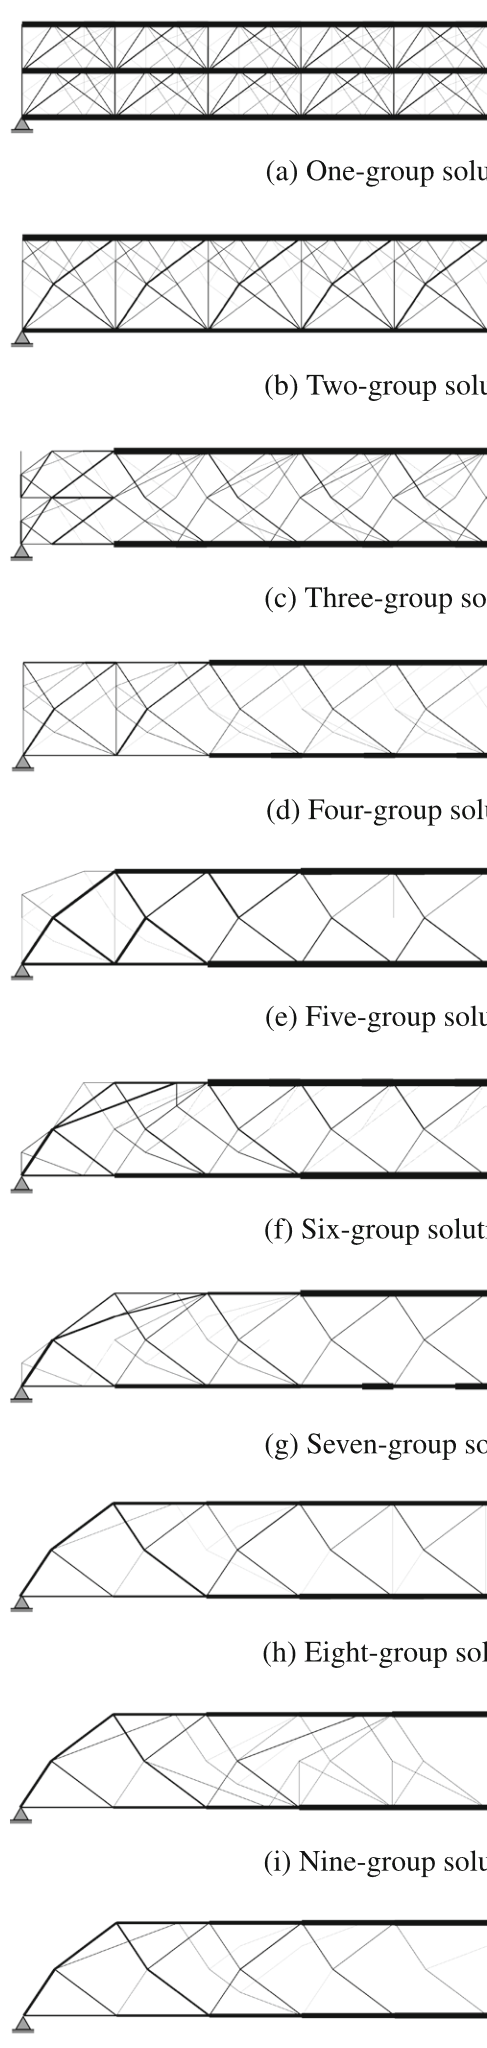 (a) One-group solu
(b) Two-group solu
(c) Three-group so
(d) Four-group solu
(e) Five-group solu
(f) Six-group soluti
(g) Seven-group so
(h) Eight-group sol
(i) Nine-group solu